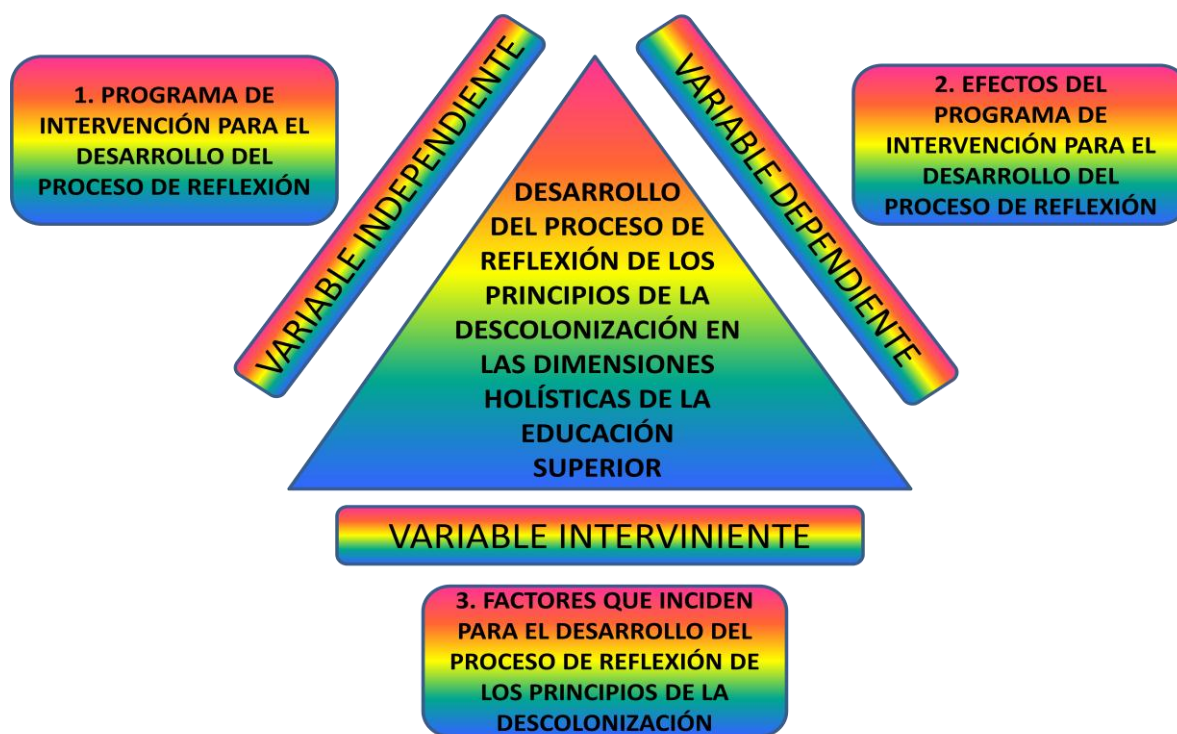 1. PROGRAMA DE
INTERVENCIÓN PARA EL
DESARROLLO DEL
PROCESO DE REFLEXIÓN
VARIABLE INDEPENDIENTE
VARIABLE DEPENDIENTE
2. EFECTOS DEL
PROGRAMA DE
INTERVENCIÓN PARA EL
DESARROLLO DEL
PROCESO DE REFLEXIÓN
DESARROLLO
DEL PROCESO DE
REFLEXIÓN DE LOS
PRINCIPIOS DE LA
DESCOLONIZACIÓN EN
LAS DIMENSIONES
HOLÍSTICAS DE LA
EDUCACIÓN
SUPERIOR
VARIABLE INTERVINIENTE
3. FACTORES QUE INCIDEN
PARA EL DESARROLLO DEL
PROCESO DE REFLEXIÓN DE
LOS PRINCIPIOS DE LA
DESCOLONIZACIÓN